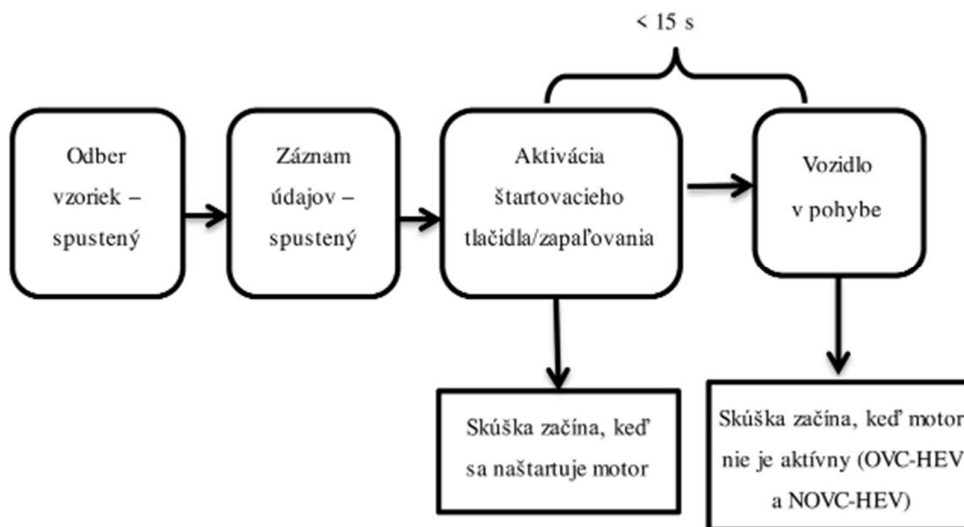 < 15 s
Odber
vzoriek –
spustený
Záznam
údajov –
spustený
Aktivácia
štartovacieho
tlačidla/zapaľovania
Vozidlo
v pohybe
Skúška začína, keď
sa naštartuje motor
Skúška začína, keď motor
nie je aktívny (OVC-HEV
a NOVC-HEV)